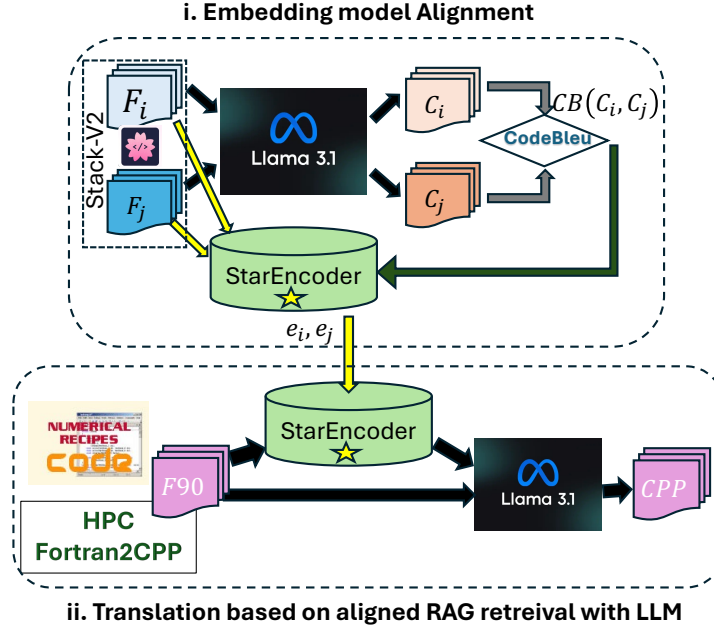 i. Embedding model Alignment
Stack-V2
F_i
</>
F_j
Llama 3.1
C_i
C_j
CB(C_i, C_j)
CodeBleu
StarEncoder
e_i, e_j
StarEncoder
NUMERICAL
RECIPES
code
F90
HPC
Fortran2CPP
Llama 3.1
CPP
ii. Translation based on aligned RAG retreival with LLM